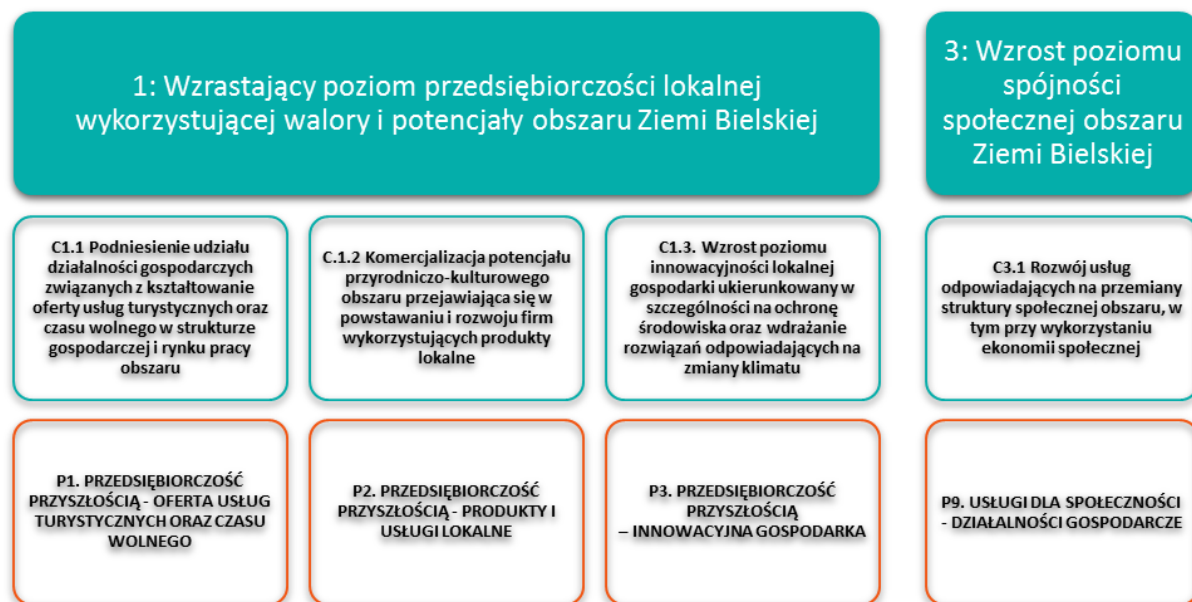 1: Wzrastający poziom przedsiębiorczości lokalnej
wykorzystującej walory i potencjały obszaru Ziemi Bielskiej
3: Wzrost poziomu
spójności
społecznej obszaru
Ziemi Bielskiej
C1.1 Podniesienie udziału
działalności gospodarczych
związanych z kształtowanie
oferty usług turystycznych oraz
czasu wolnego w strukturze
gospodarczej i rynku pracy
obszaru
C.1.2 Komercjalizacja potencjału
przyrodniczo-kulturowego
obszaru przejawiająca się w
powstawaniu i rozwoju firm
wykorzystujących produkty
lokalne
C1.3. Wzrost poziomu
innowacyjności lokalnej
gospodarki ukierunkowany w
szczególności na ochronę
środowiska oraz wdrażanie
rozwiązań odpowiadających na
zmiany klimatu
C3.1 Rozwój usług
odpowiadających na przemiany
struktury społecznej obszaru, w
tym przy wykorzystaniu
ekonomii społecznej
P1. PRZEDSIĘBIORCZOŚĆ
PRZYSZŁOŚCIĄ - OFERTA USŁUG
TURYSTYCZNYCH ORAZ CZASU
WOLNEGO
P2. PRZEDSIĘBIORCZOŚĆ
PRZYSZŁOŚCIĄ - PRODUKTY I
USŁUGI LOKALNE
P3. PRZEDSIĘBIORCZOŚĆ
PRZYSZŁOŚCIĄ
– INNOWACYJNA GOSPODARKA
P9. USŁUGI DLA SPOŁECZNOŚCI
- DZIAŁALNOŚCI GOSPODARCZE